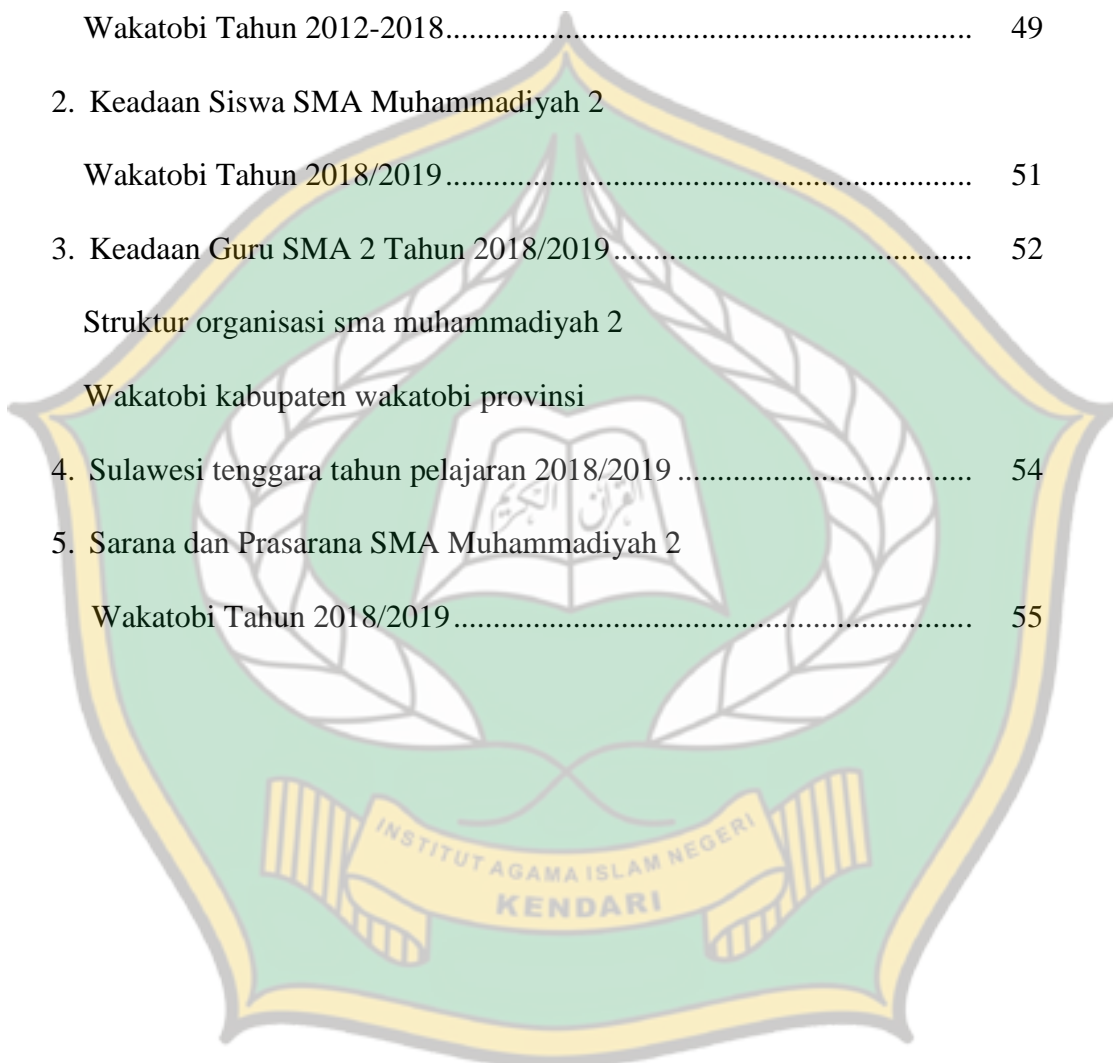 Wakatobi Tahun 2012-2018................................................................ 49
2. Keadaan Siswa SMA Muhammadiyah 2
Wakatobi Tahun 2018/2019................................................................ 51
3. Keadaan Guru SMA 2 Tahun 2018/2019................................................ 52
Struktur organisasi sma muhammadiyah 2
Wakatobi kabupaten wakatobi provinsi
4. Sulawesi tenggara tahun pelajaran 2018/2019 ..................................... 54
القرآن الكريم
5. Sarana dan Prasarana SMA Muhammadiyah 2
Wakatobi Tahun 2018/2019............................................................... 55
INSTITUT AGAMA ISLAM NEGERI
KENDARI